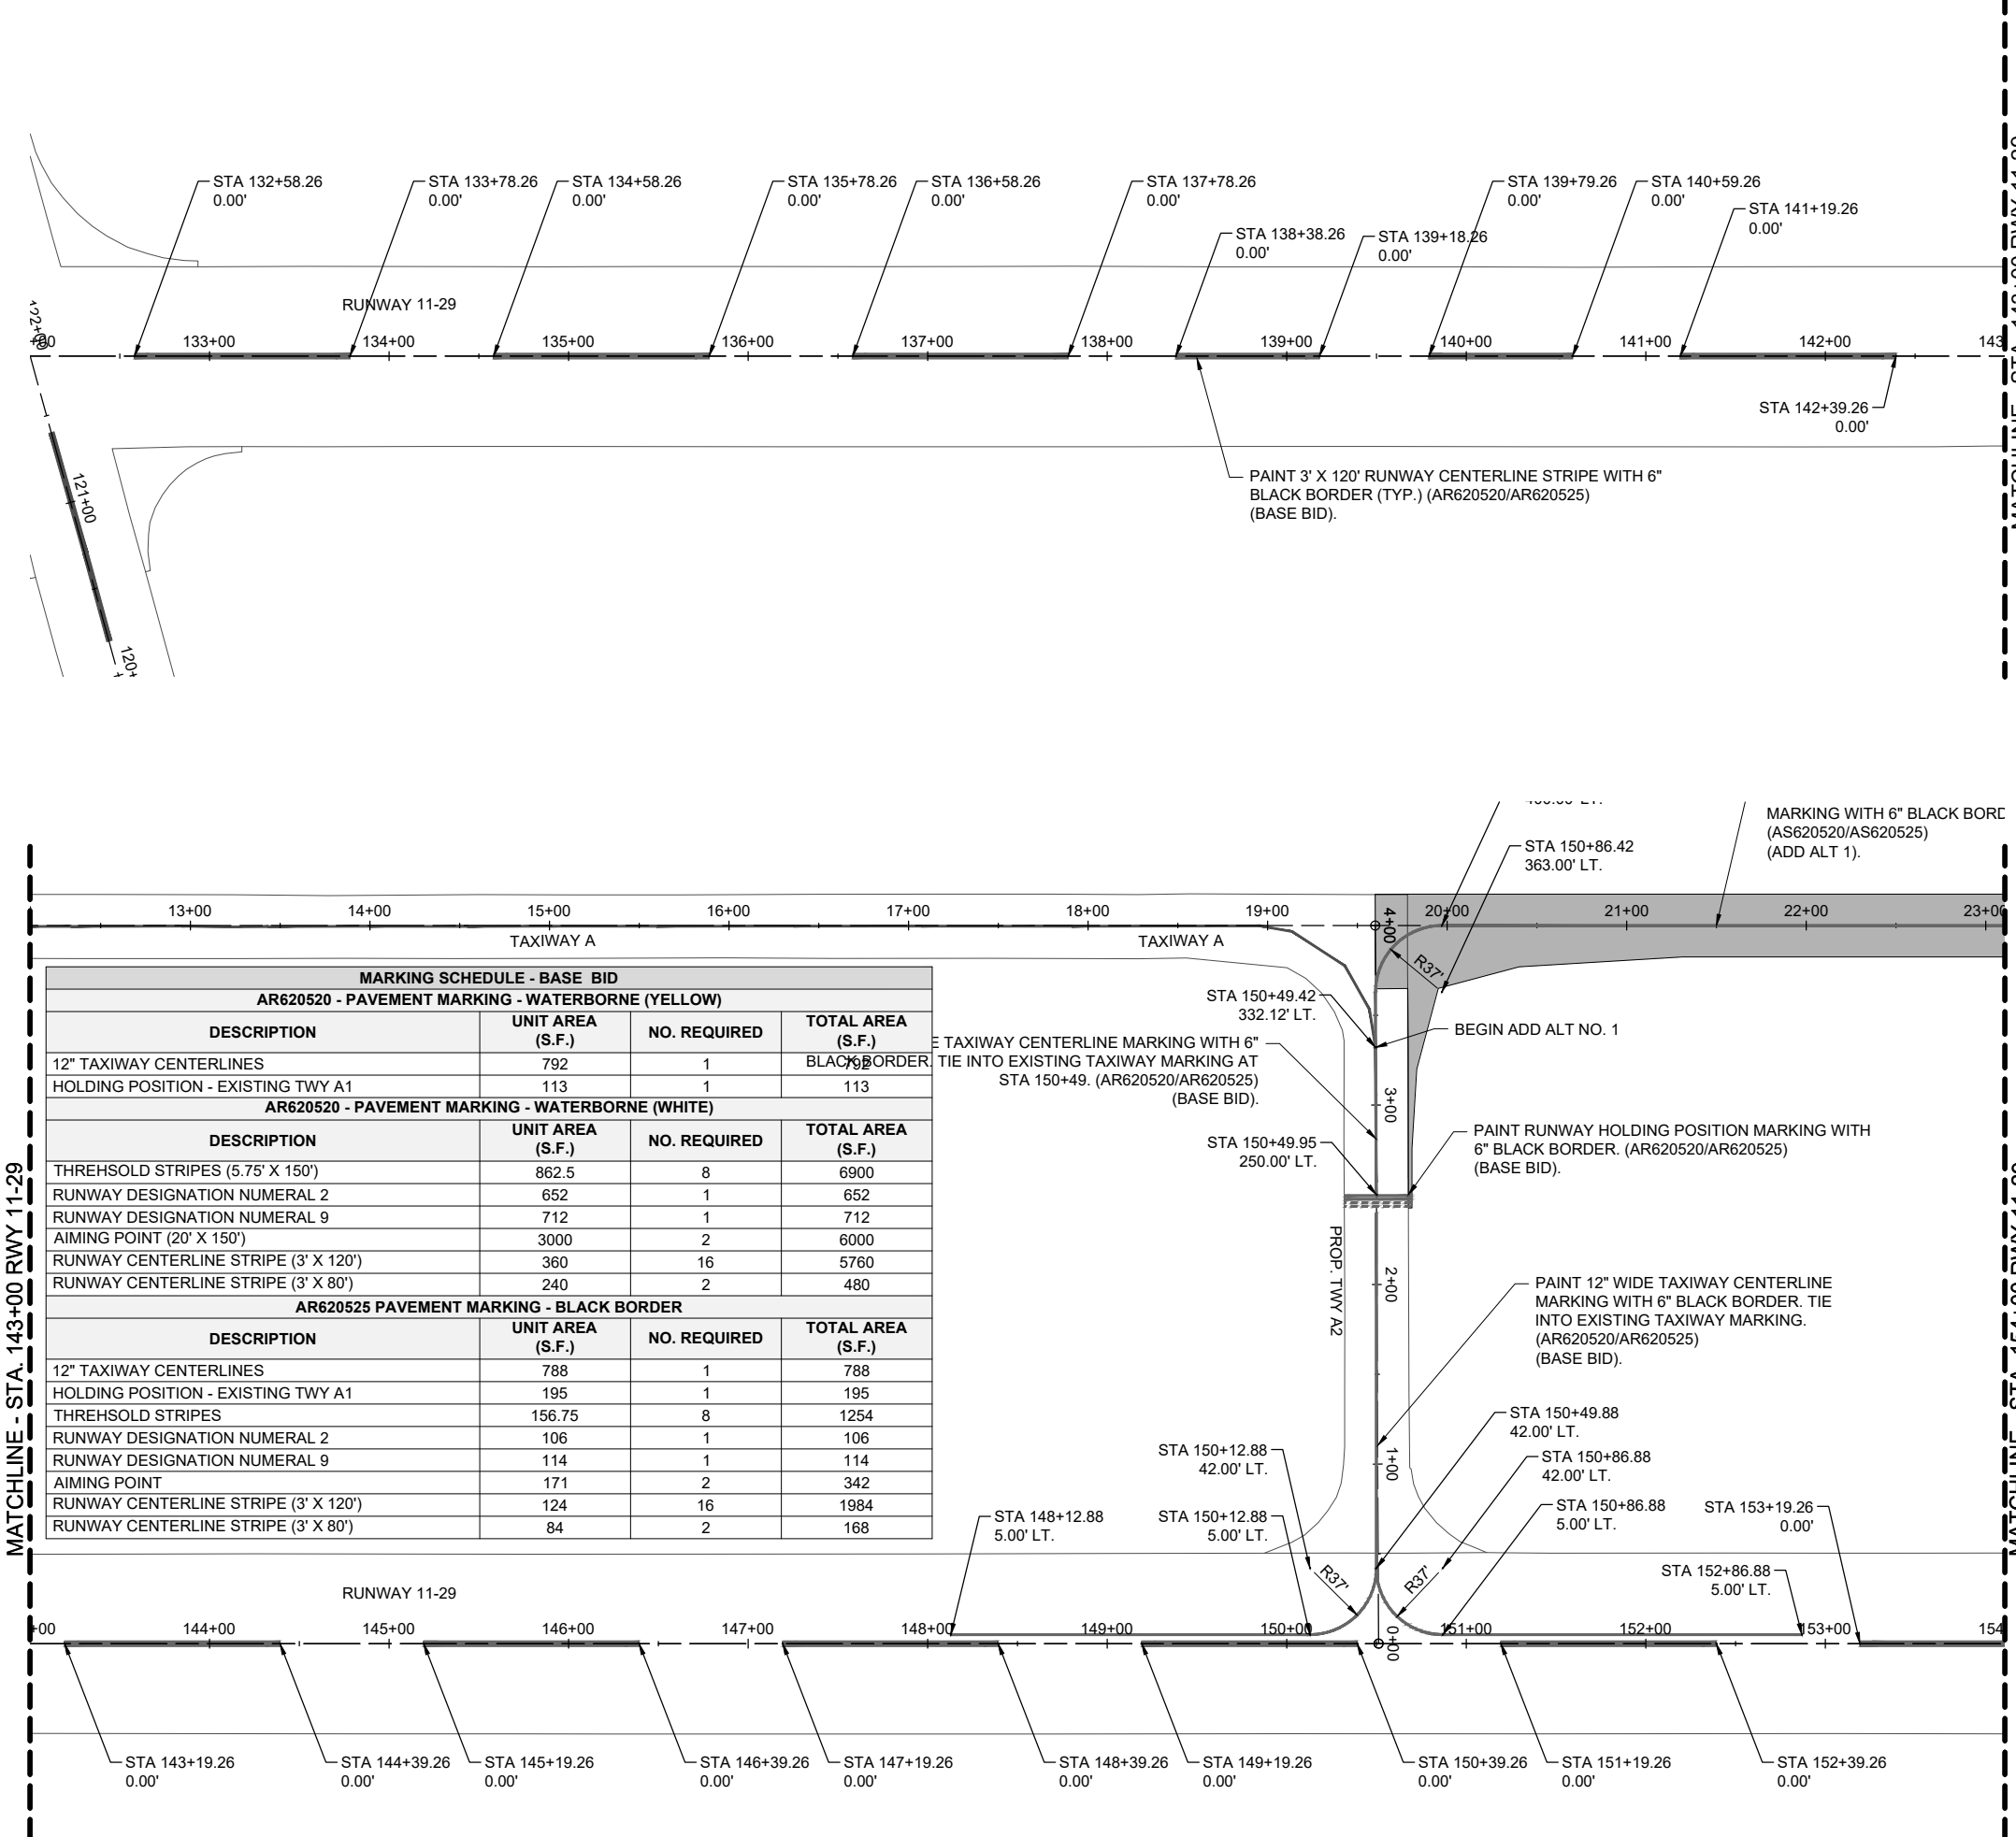 STA 132+58.26
0.00'
STA 133+78.26
0.00'
STA 134+58.26
0.00'
STA 135+78.26
0.00'
STA 136+58.26
0.00'
STA 137+78.26
0.00'
STA 138+38.26
0.00'
STA 139+18.26
0.00'
STA 139+79.26
0.00'
STA 140+59.26
0.00'
STA 141+19.26
0.00'
RUNWAY 11-29
122+00
133+00
134+00
135+00
136+00
137+00
138+00
139+00
140+00
141+00
142+00
143
STA 142+39.26
0.00'
PAINT 3' X 120' RUNWAY CENTERLINE STRIPE WITH 6"
BLACK BORDER (TYP.) (AR620520/AR620525)
(BASE BID).
121+00
120+
MARKING WITH 6" BLACK BORD
(AS620520/AS620525)
(ADD ALT 1).
STA 150+86.42
363.00' LT.
13+00
14+00
15+00
16+00
17+00
18+00
19+00
4+00
20+00
21+00
22+00
23+00
TAXIWAY A
TAXIWAY A
R37'
STA 150+49.42
332.12' LT.
BEGIN ADD ALT NO. 1
E TAXIWAY CENTERLINE MARKING WITH 6"
BLACK BORDER. TIE INTO EXISTING TAXIWAY MARKING AT
STA 150+49. (AR620520/AR620525)
(BASE BID).
3+00
STA 150+49.95
250.00' LT.
PAINT RUNWAY HOLDING POSITION MARKING WITH
6" BLACK BORDER. (AR620520/AR620525)
(BASE BID).
PROP. TWY A2
2+00
PAINT 12" WIDE TAXIWAY CENTERLINE
MARKING WITH 6" BLACK BORDER. TIE
INTO EXISTING TAXIWAY MARKING.
(AR620520/AR620525)
(BASE BID).
MARKING SCHEDULE - BASE BID
AR620520 - PAVEMENT MARKING - WATERBORNE (YELLOW)
DESCRIPTION UNIT AREA (S.F.) NO. REQUIRED TOTAL AREA (S.F.)
12" TAXIWAY CENTERLINES 792 1 792
HOLDING POSITION - EXISTING TWY A1 113 1 113
AR620520 - PAVEMENT MARKING - WATERBORNE (WHITE)
DESCRIPTION UNIT AREA (S.F.) NO. REQUIRED TOTAL AREA (S.F.)
THREHSOLD STRIPES (5.75' X 150') 862.5 8 6900
RUNWAY DESIGNATION NUMERAL 2 652 1 652
RUNWAY DESIGNATION NUMERAL 9 712 1 712
AIMING POINT (20' X 150') 3000 2 6000
RUNWAY CENTERLINE STRIPE (3' X 120') 360 16 5760
RUNWAY CENTERLINE STRIPE (3' X 80') 240 2 480
AR620525 PAVEMENT MARKING - BLACK BORDER
DESCRIPTION UNIT AREA (S.F.) NO. REQUIRED TOTAL AREA (S.F.)
12" TAXIWAY CENTERLINES 788 1 788
HOLDING POSITION - EXISTING TWY A1 195 1 195
THREHSOLD STRIPES 156.75 8 1254
RUNWAY DESIGNATION NUMERAL 2 106 1 106
RUNWAY DESIGNATION NUMERAL 9 114 1 114
AIMING POINT 171 2 342
RUNWAY CENTERLINE STRIPE (3' X 120') 124 16 1984
RUNWAY CENTERLINE STRIPE (3' X 80') 84 2 168
MATCHLINE - STA. 143+00 RWY 11-29
STA 150+49.88
42.00' LT.
STA 150+12.88
42.00' LT.
1+00
STA 150+86.88
42.00' LT.
STA 148+12.88
5.00' LT.
STA 150+12.88
5.00' LT.
STA 150+86.88
5.00' LT.
STA 153+19.26
0.00'
STA 152+86.88
5.00' LT.
R37'
R37'
RUNWAY 11-29
+00
144+00
145+00
146+00
147+00
148+00
149+00
150+00
0+00
151+00
152+00
153+00
154
STA 143+19.26
0.00'
STA 144+39.26
0.00'
STA 145+19.26
0.00'
STA 146+39.26
0.00'
STA 147+19.26
0.00'
STA 148+39.26
0.00'
STA 149+19.26
0.00'
STA 150+39.26
0.00'
STA 151+19.26
0.00'
STA 152+39.26
0.00'